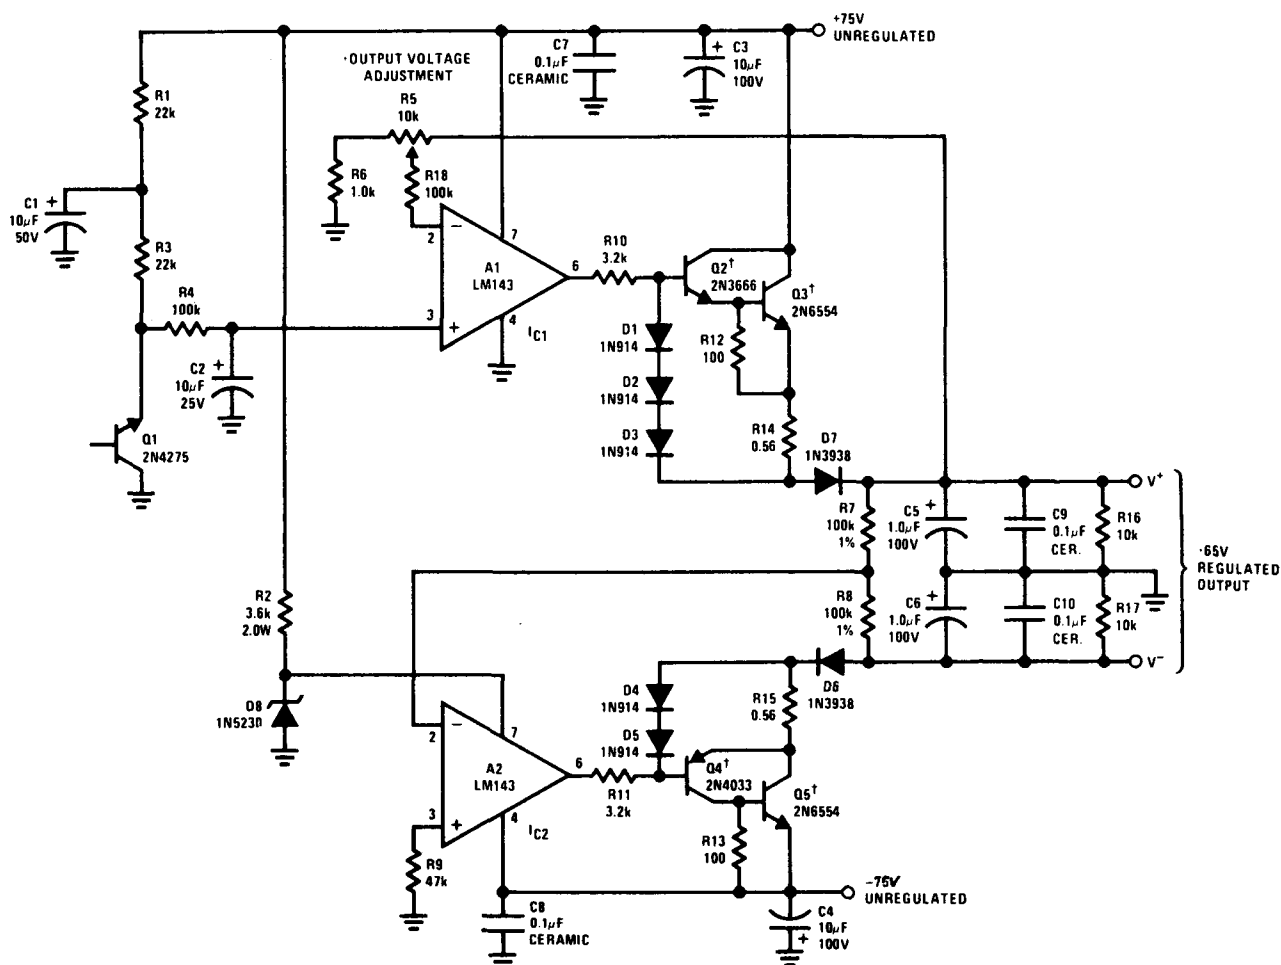 +75V
UNREGULATED
·OUTPUT VOLTAGE
ADJUSTMENT
C7
0.1μF
CERAMIC
+
C3
10μF
100V
R1
22k
R5
10k
R6
1.0k
R18
100k
C1
+
10μF
50V
R3
22k
R4
100k
2
−
7
A1
LM143
6
3
+
4
IC1
R10
3.2k
Q2†
2N3666
Q3†
2N6554
D1
1N914
R12
100
D2
1N914
D3
1N914
C2
+
10μF
25V
Q1
2N4275
R14
0.56
D7
1N3938
V+
R7
100k
1%
C5
+
1.0μF
100V
C9
0.1μF
CER.
R16
10k
·65V
REGULATED
OUTPUT
R2
3.6k
2.0W
R8
100k
1%
C6
+
1.0μF
100V
C10
0.1μF
CER.
R17
10k
V−
D6
1N3938
D8
D4
1N914
R15
0.56
D5
1N914
2
−
7
A2
LM143
6
3
+
4
IC2
R11
3.2k
Q4†
2N4033
Q5†
2N6554
R13
100
R9
47k
−75V
UNREGULATED
C8
0.1μF
CERAMIC
C4
10μF
+
100V